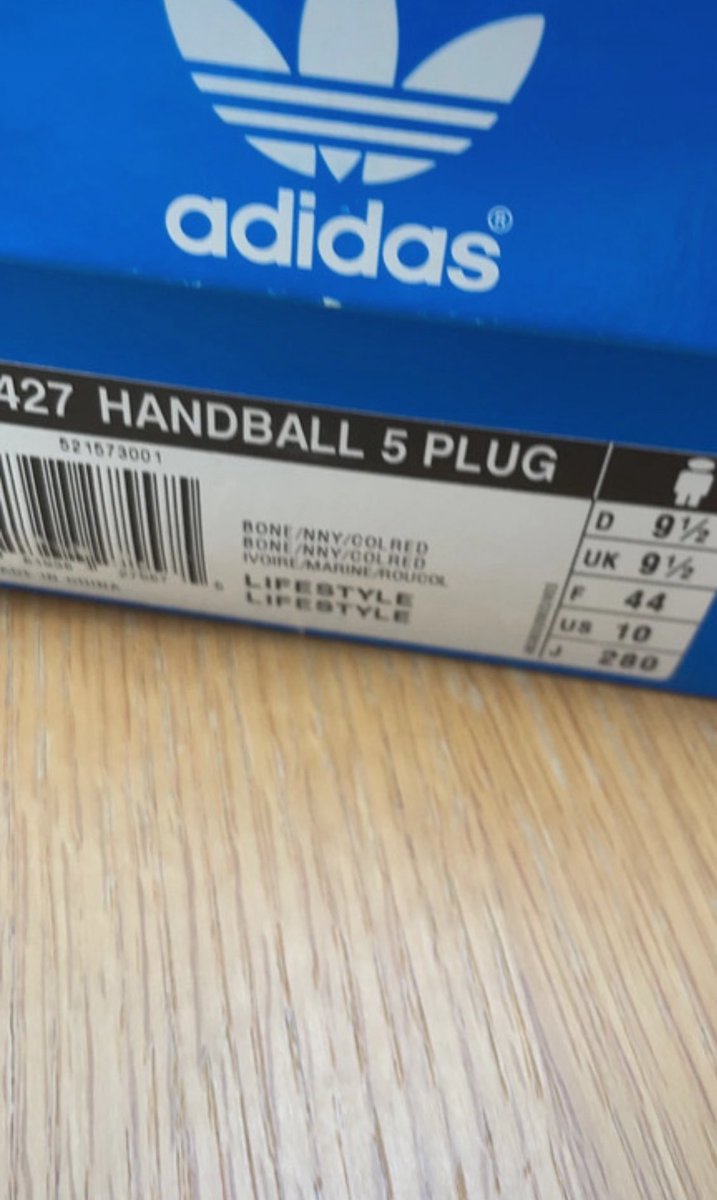 adidas®
427 HANDBALL 5 PLUG
521573001
BONE/NNY/COLRED
BONE/NNY/COLRED
IVOIRE/MARINE/ROUCOL
LIFESTYLE
LIFESTYLE
D 9½
UK 9½
F 44
US 10
J 280